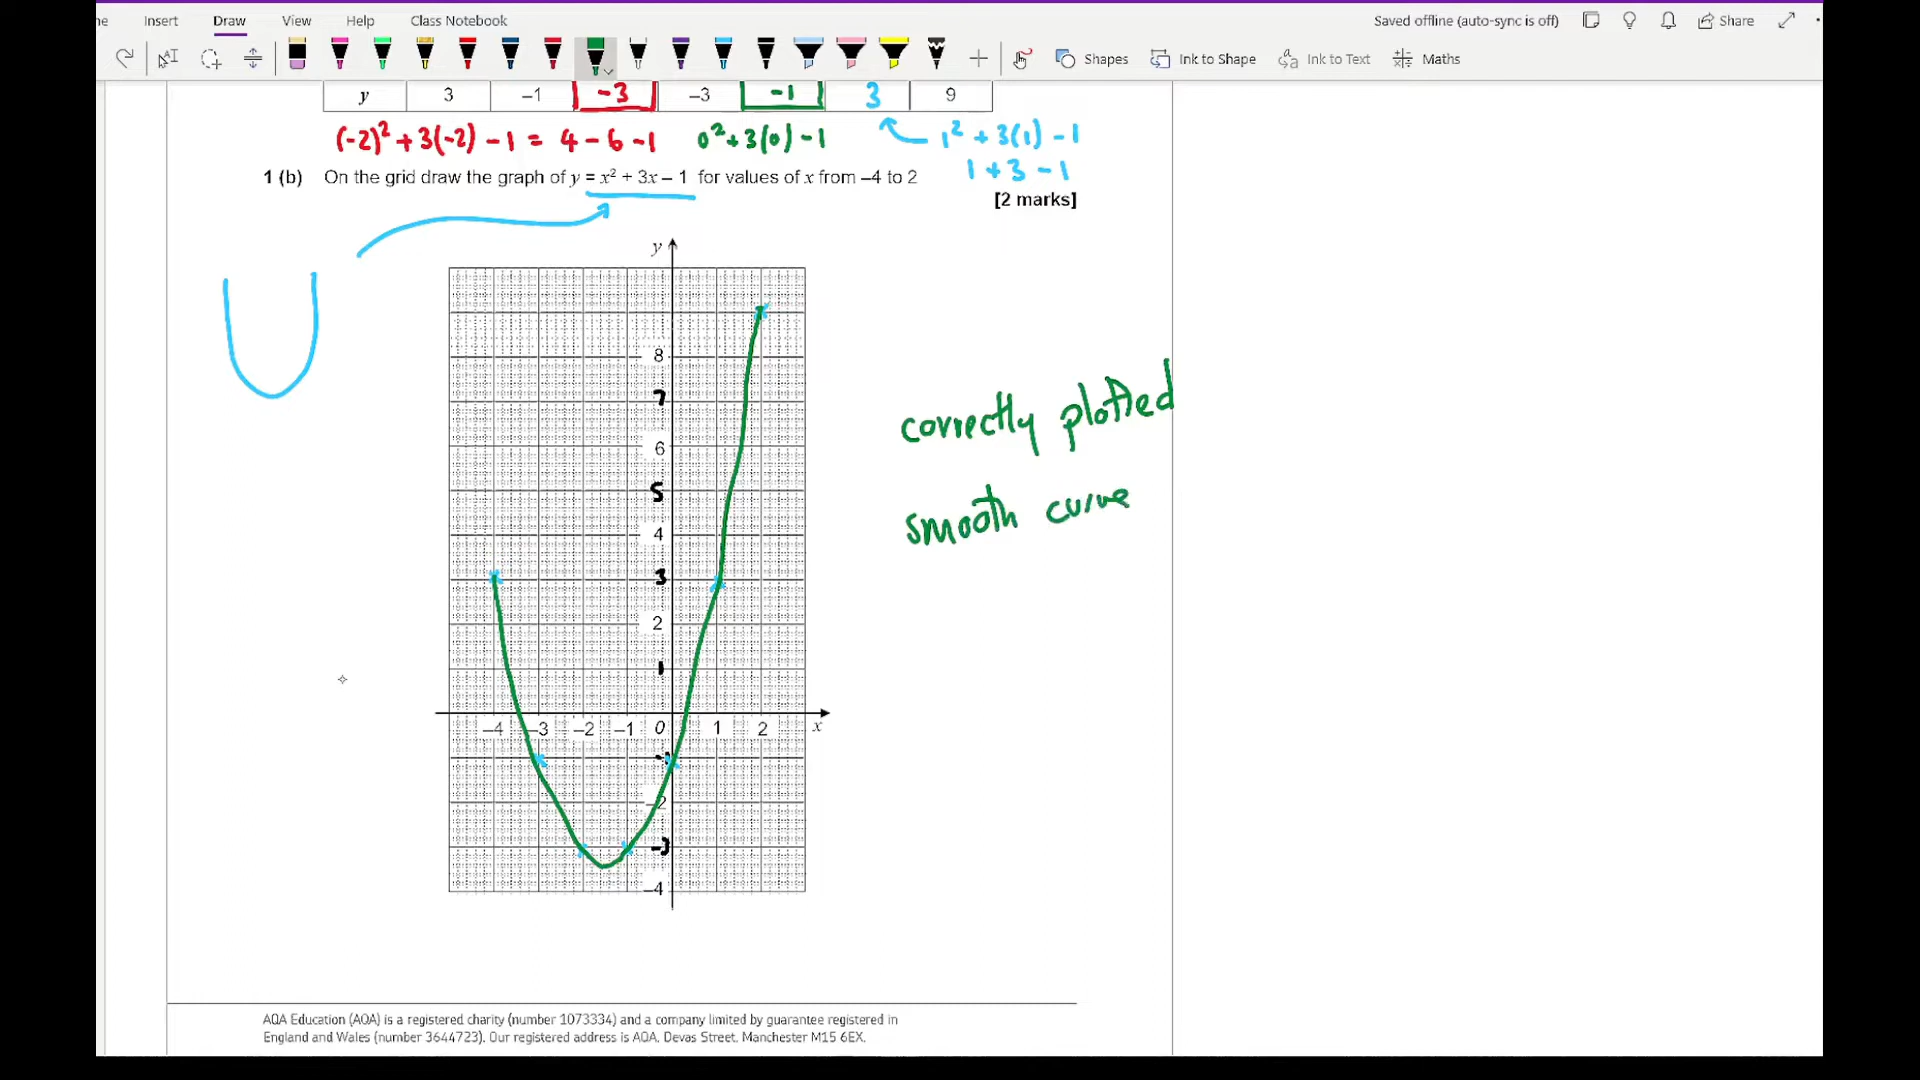 Insert Draw View Help Class Notebook Saved offline (auto-sync is off) Share
Shapes Ink to Shape Ink to Text Maths
y 3 –1 -3 –3 -1 3 9
(-2)² + 3(-2) - 1 = 4 - 6 - 1 0² + 3(0) - 1 1² + 3(1) - 1
1 + 3 - 1
1 (b) On the grid draw the graph of y = x² + 3x – 1 for values of x from –4 to 2
[2 marks]
y
8
7
6
5
4
3
2
1
–4 –3 –2 –1 0 1 2 x
-1
–2
-3
–4
correctly plotted
smooth curve
AQA Education (AQA) is a registered charity (number 1073334) and a company limited by guarantee registered in
England and Wales (number 3644723). Our registered address is AQA, Devas Street, Manchester M15 6EX.